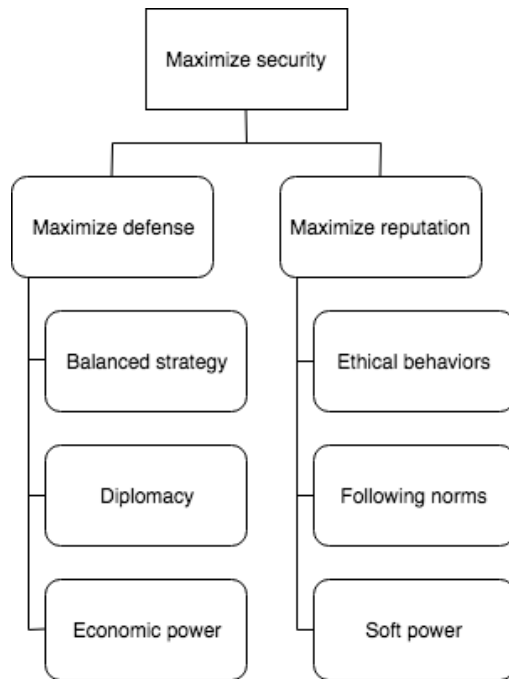 Maximize security
Maximize defense
Maximize reputation
Balanced strategy
Ethical behaviors
Diplomacy
Following norms
Economic power
Soft power